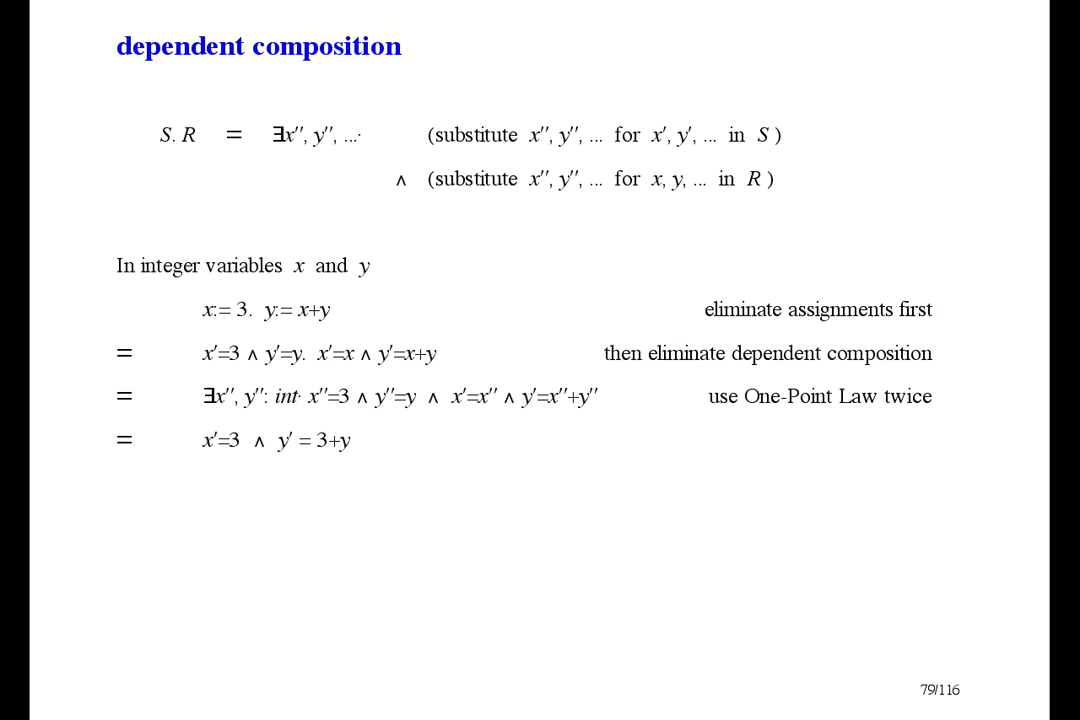 dependent composition
S. R = ∃x′′, y′′, ...· (substitute x′′, y′′, ... for x′, y′, ... in S )
∧ (substitute x′′, y′′, ... for x, y, ... in R )
In integer variables x and y
x:= 3. y:= x+y eliminate assignments first
= x′=3 ∧ y′=y. x′=x ∧ y′=x+y then eliminate dependent composition
= ∃x′′, y′′: int· x′′=3 ∧ y′′=y ∧ x′=x′′ ∧ y′=x′′+y′′ use One-Point Law twice
= x′=3 ∧ y′ = 3+y
79/116